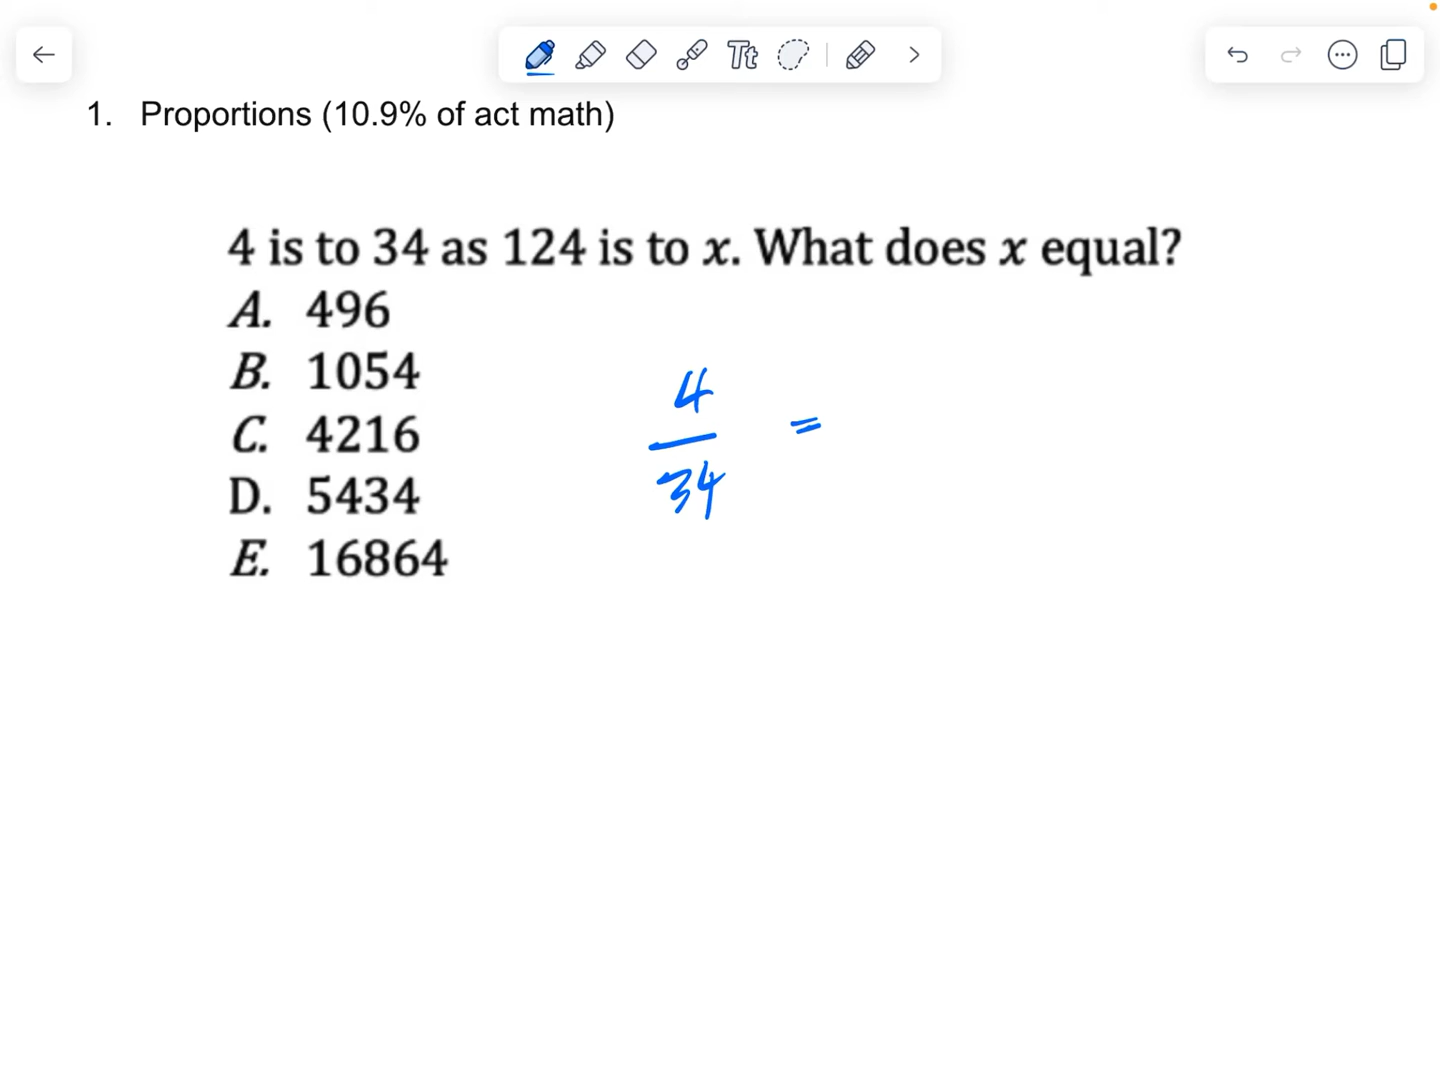 Tt
1. Proportions (10.9% of act math)
4 is to 34 as 124 is to x. What does x equal?
A. 496
B. 1054
C. 4216
D. 5434
E. 16864
4
=
34